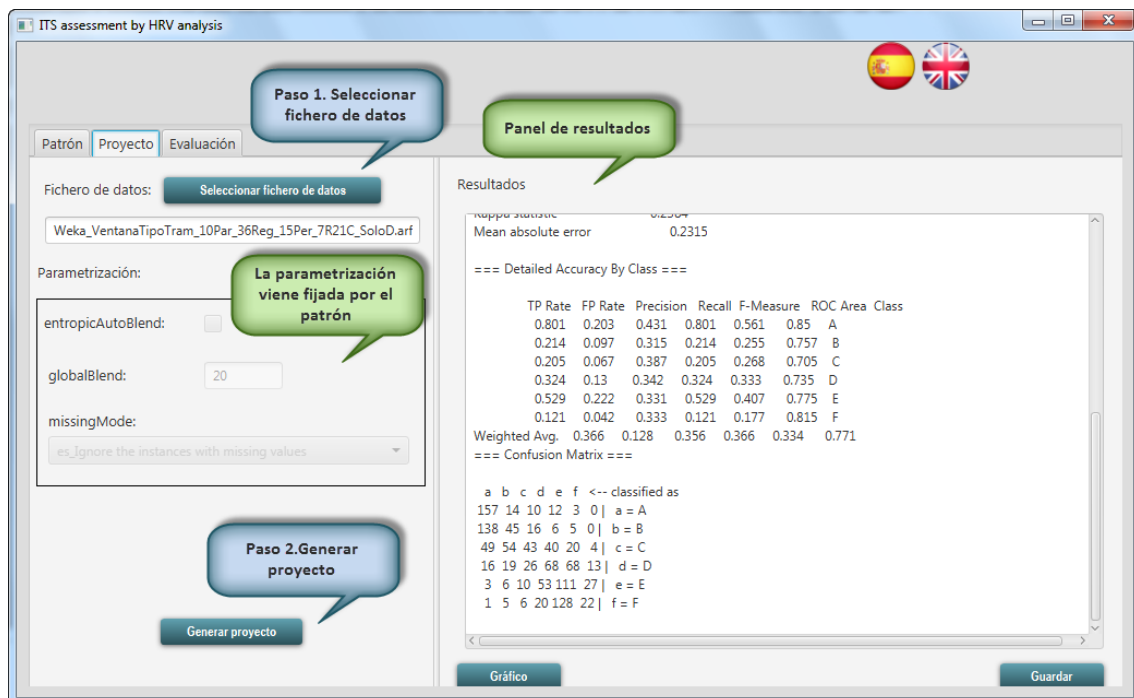 ITS assessment by HRV analysis
Paso 1. Seleccionar
fichero de datos
Panel de resultados
Patrón
Proyecto
Evaluación
Fichero de datos:
Seleccionar fichero de datos
Weka_VentanaTipoTram_10Par_36Reg_15Per_7R21C_SoloD.arf
Parametrización:
La parametrización
viene fijada por el
patrón
entropicAutoBlend:
globalBlend:
20
missingMode:
es_Ignore the instances with missing values
Paso 2.Generar
proyecto
Generar proyecto
Resultados
Kappa statistic 0.2384
Mean absolute error 0.2315
=== Detailed Accuracy By Class ===
TP Rate FP Rate Precision Recall F-Measure ROC Area Class
0.801 0.203 0.431 0.801 0.561 0.85 A
0.214 0.097 0.315 0.214 0.255 0.757 B
0.205 0.067 0.387 0.205 0.268 0.705 C
0.324 0.13 0.342 0.324 0.333 0.735 D
0.529 0.222 0.331 0.529 0.407 0.775 E
0.121 0.042 0.333 0.121 0.177 0.815 F
Weighted Avg. 0.366 0.128 0.356 0.366 0.334 0.771
=== Confusion Matrix ===
a b c d e f <-- classified as
157 14 10 12 3 0 | a = A
138 45 16 6 5 0 | b = B
49 54 43 40 20 4 | c = C
16 19 26 68 68 13 | d = D
3 6 10 53 111 27 | e = E
1 5 6 20 128 22 | f = F
Gráfico
Guardar